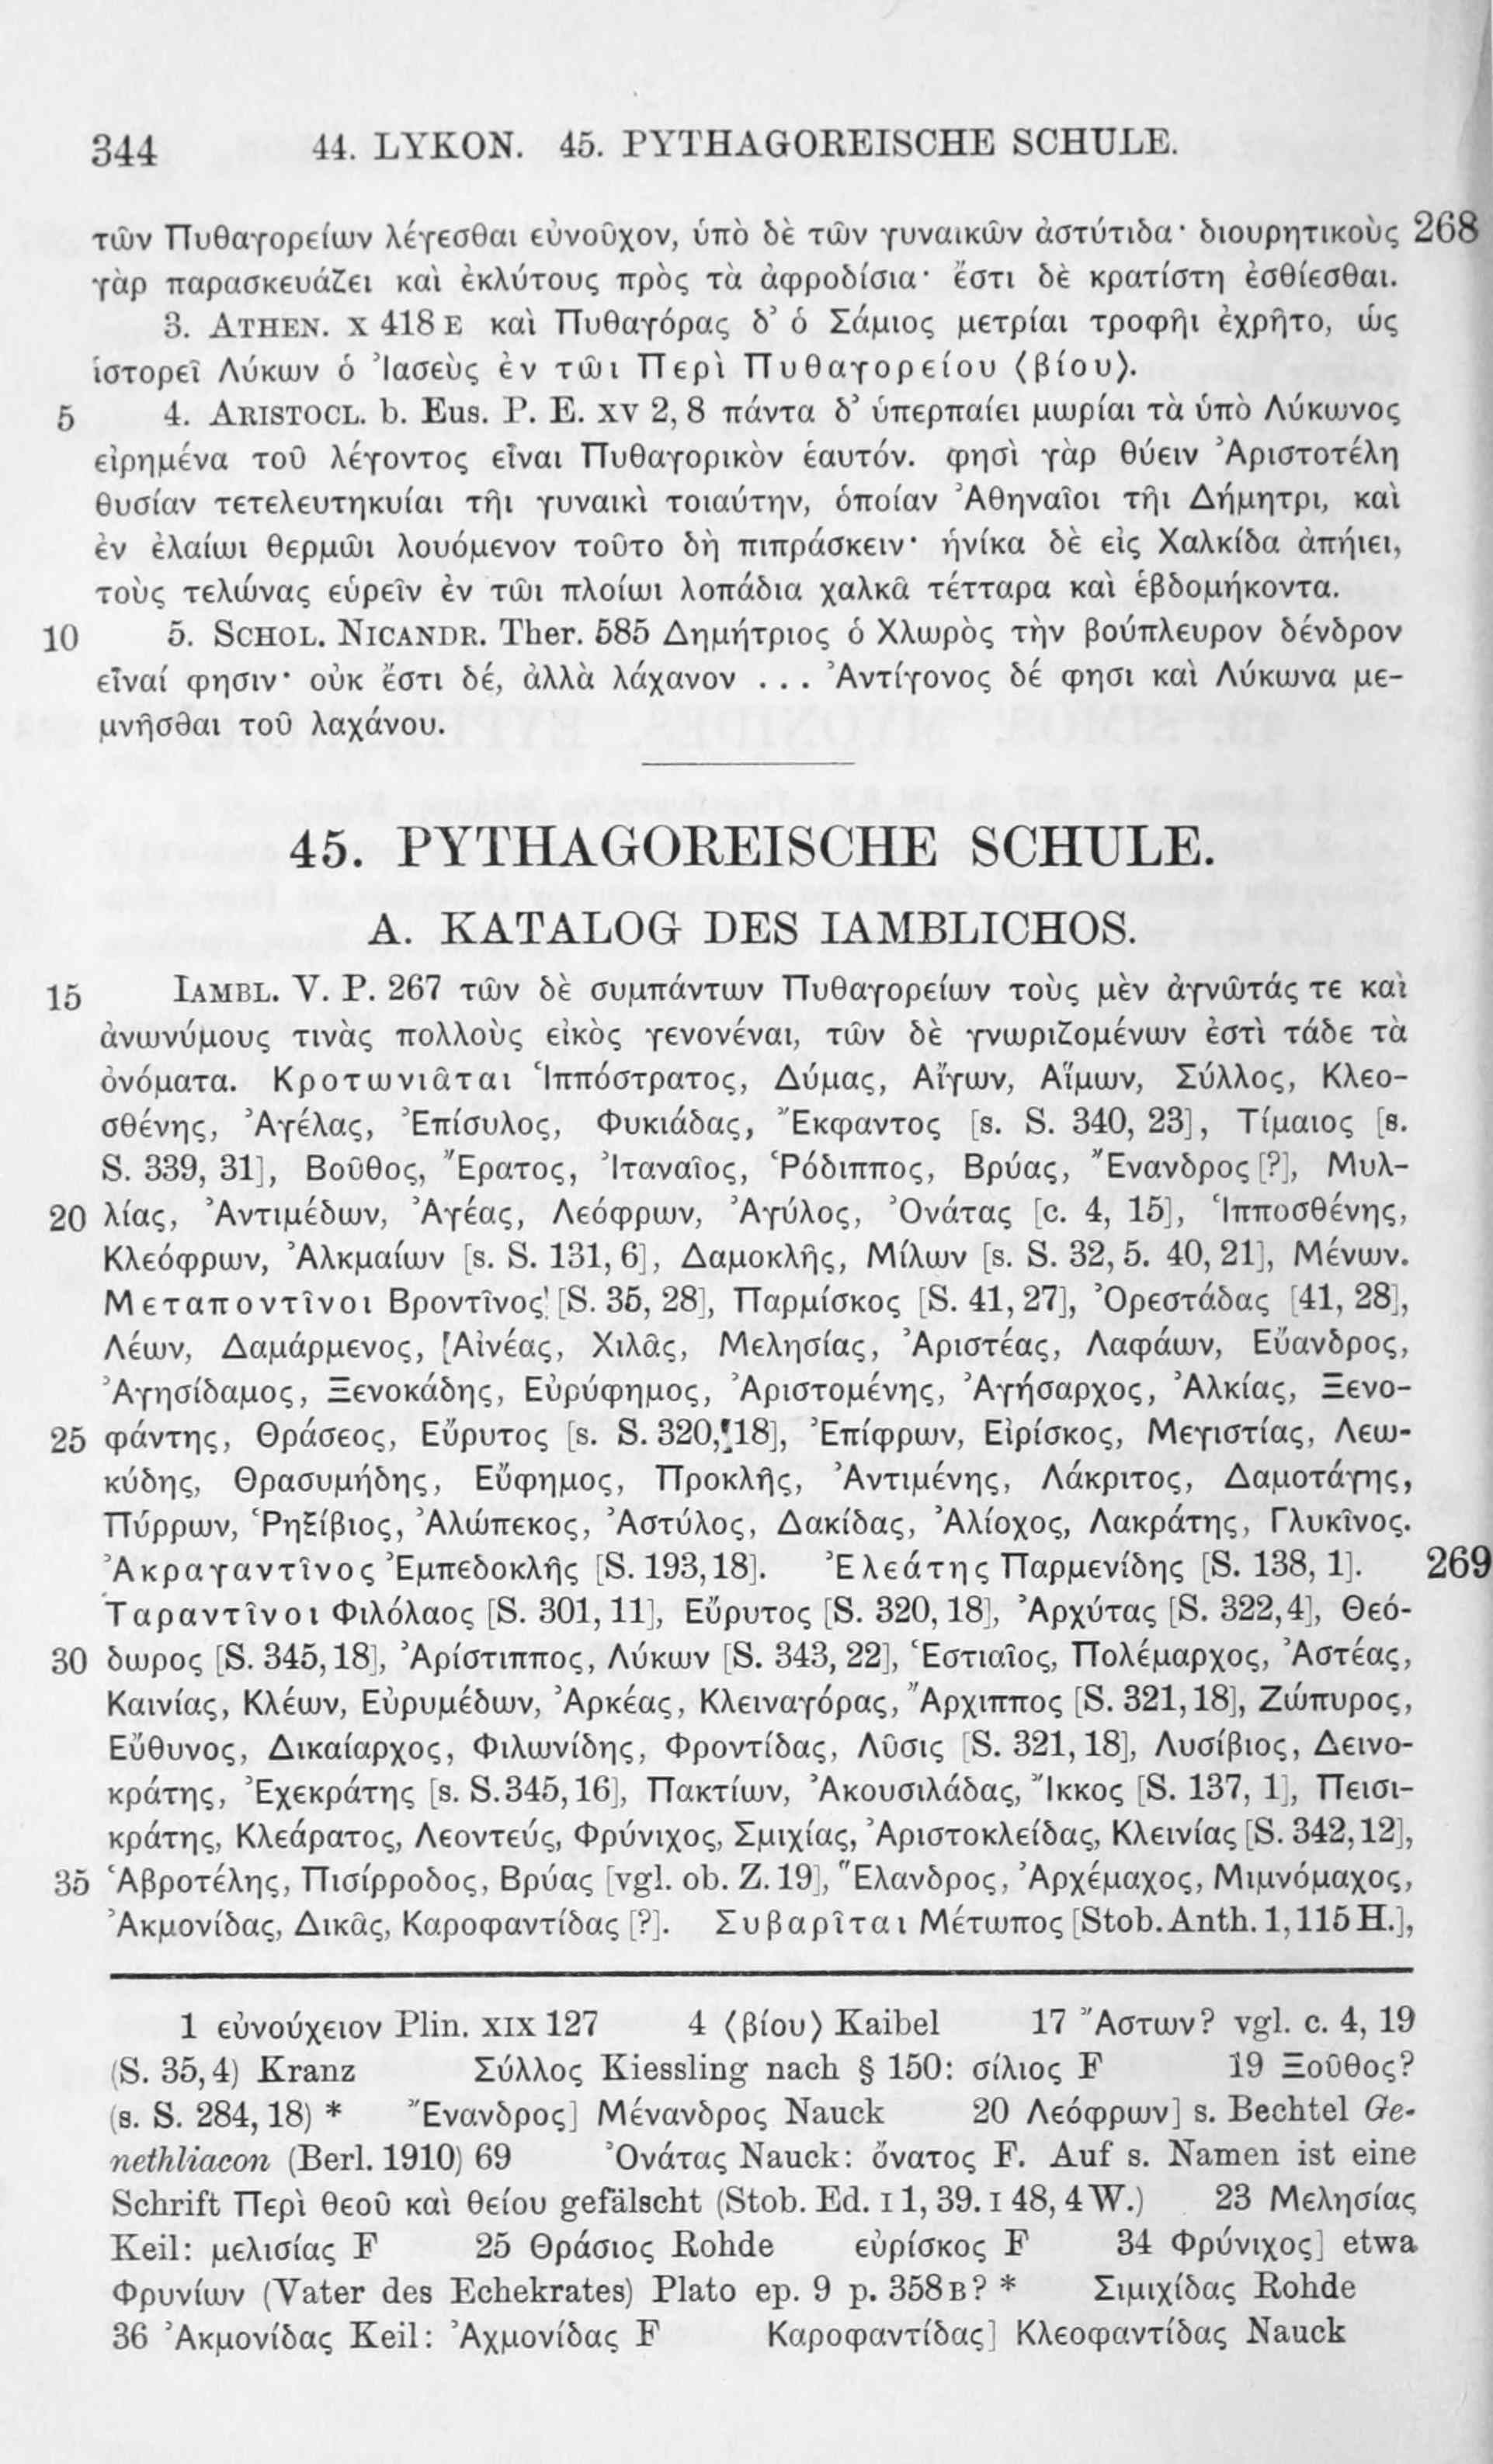 344 44. LYKON. 45. PYTHAGOREISCHE SCHULE.
τῶν Πυθαγορείων λέγεσθαι εὐνοῦχον, ὑπὸ δὲ τῶν γυναικῶν ἀστύτιδα· διουρητικοὺς 268
γὰρ παρασκευάζει καὶ ἐκλύτους πρὸς τὰ ἀφροδίσια· ἔστι δὲ κρατίστη ἐσθίεσθαι.
3. ATHEN. X 418 E καὶ Πυθαγόρας δ᾽ ὁ Σάμιος μετρίαι τροφῆι ἐχρῆτο, ὡς
ἱστορεῖ Λύκων ὁ Ἰασεὺς ἐν τῶι Περὶ Πυθαγορείου ⟨βίου⟩.
5 4. ARISTOCL. b. Eus. P. E. XV 2, 8 πάντα δ᾽ ὑπερπαίει μωρίαι τὰ ὑπὸ Λύκωνος
εἰρημένα τοῦ λέγοντος εἶναι Πυθαγορικὸν ἑαυτόν. φησὶ γὰρ θύειν Ἀριστοτέλη
θυσίαν τετελευτηκυίαι τῆι γυναικὶ τοιαύτην, ὁποίαν Ἀθηναῖοι τῆι Δήμητρι, καὶ
ἐν ἐλαίωι θερμῶι λουόμενον τοῦτο δὴ πιπράσκειν· ἡνίκα δὲ εἰς Χαλκίδα ἀπήιει,
τοὺς τελώνας εὑρεῖν ἐν τῶι πλοίωι λοπάδια χαλκᾶ τέτταρα καὶ ἑβδομήκοντα.
10 5. SCHOL. NICANDR. Ther. 585 Δημήτριος ὁ Χλωρὸς τὴν βούπλευρον δένδρον
εἶναί φησιν· οὐκ ἔστι δέ, ἀλλὰ λάχανον ... Ἀντίγονος δέ φησι καὶ Λύκωνα με-
μνῆσθαι τοῦ λαχάνου.
45. PYTHAGOREISCHE SCHULE.
A. KATALOG DES IAMBLICHOS.
15 IAMBL. V. P. 267 τῶν δὲ συμπάντων Πυθαγορείων τοὺς μὲν ἀγνῶτάς τε καὶ
ἀνωνύμους τινὰς πολλοὺς εἰκὸς γενονέναι, τῶν δὲ γνωριζομένων ἐστὶ τάδε τὰ
ὀνόματα. Κροτωνιᾶται Ἱππόστρατος, Δύμας, Αἴγων, Αἵμων, Σύλλος, Κλεο-
σθένης, Ἀγέλας, Ἐπίσυλος, Φυκιάδας, Ἔκφαντος [s. S. 340, 23], Τίμαιος [s.
S. 339, 31], Βοῦθος, Ἔρατος, Ἰταναῖος, Ῥόδιππος, Βρύας, Ἔνανδρος [?], Μυλ-
20 λίας, Ἀντιμέδων, Ἀγέας, Λεόφρων, Ἀγύλος, Ὀνάτας [c. 4, 15], Ἱπποσθένης,
Κλεόφρων, Ἀλκμαίων [s. S. 131, 6], Δαμοκλῆς, Μίλων [s. S. 32, 5. 40, 21], Μένων.
Μεταποντῖνοι Βροντῖνος [S. 35, 28], Παρμίσκος [S. 41, 27], Ὀρεστάδας [41, 28],
Λέων, Δαμάρμενος, Αἰνέας, Χιλᾶς, Μελησίας, Ἀριστέας, Λαφάων, Εὔανδρος,
Ἀγησίδαμος, Ξενοκάδης, Εὐρύφημος, Ἀριστομένης, Ἀγήσαρχος, Ἀλκίας, Ξενο-
25 φάντης, Θράσεος, Εὔρυτος [s. S. 320, 18], Ἐπίφρων, Εἰρίσκος, Μεγιστίας, Λεω-
κύδης, Θρασυμήδης, Εὔφημος, Προκλῆς, Ἀντιμένης, Λάκριτος, Δαμοτάγης,
Πύρρων, Ῥηξίβιος, Ἀλώπεκος, Ἀστύλος, Δακίδας, Ἀλίοχος, Λακράτης, Γλυκῖνος.
Ἀκραγαντῖνος Ἐμπεδοκλῆς [S. 193, 18]. Ἐλεάτης Παρμενίδης [S. 138, 1]. 269
Ταραντῖνοι Φιλόλαος [S. 301, 11], Εὔρυτος [S. 320, 18], Ἀρχύτας [S. 322, 4], Θεό-
30 δωρος [S. 345, 18], Ἀρίστιππος, Λύκων [S. 343, 22], Ἑστιαῖος, Πολέμαρχος, Ἀστέας,
Καινίας, Κλέων, Εὐρυμέδων, Ἀρκέας, Κλειναγόρας, Ἄρχιππος [S. 321, 18], Ζώπυρος,
Εὔθυνος, Δικαίαρχος, Φιλωνίδης, Φροντίδας, Λῦσις [S. 321, 18], Λυσίβιος, Δεινο-
κράτης, Ἐχεκράτης [s. S. 345, 16], Πακτίων, Ἀκουσιλάδας, Ἴκκος [S. 137, 1], Πεισι-
κράτης, Κλεάρατος, Λεοντεύς, Φρύνιχος, Σμιχίας, Ἀριστοκλείδας, Κλεινίας [S. 342, 12],
35 Ἁβροτέλης, Πισίρροδος, Βρύας [vgl. ob. Z. 19], Ἕλανδρος, Ἀρχέμαχος, Μιμνόμαχος,
Ἀκμονίδας, Δικᾶς, Καροφαντίδας [?]. Συβαρῖται Μέτωπος [Stob. Anth. 1, 115 H.],
1 εὐνούχειον Plin. XIX 127 4 ⟨βίου⟩ Kaibel 17 Ἄστων? vgl. c. 4, 19
(S. 35, 4) Kranz Σύλλος Kiessling nach § 150: σίλιος F 19 Ξοῦθος?
(s. S. 284, 18) * Ἔνανδρος] Μένανδρος Nauck 20 Λεόφρων] s. Bechtel Ge-
nethliacon (Berl. 1910) 69 Ὀνάτας Nauck: ὄνατος F. Auf s. Namen ist eine
Schrift Περὶ θεοῦ καὶ θείου gefälscht (Stob. Ed. I 1, 39. I 48, 4 W.) 23 Μελησίας
Keil: μελισίας F 25 Θράσιος Rohde εὑρίσκος F 34 Φρύνιχος] etwa
Φρυνίων (Vater des Echekrates) Plato ep. 9 p. 358 B? * Σιμιχίδας Rohde
36 Ἀκμονίδας Keil: Ἀχμονίδας F Καροφαντίδας] Κλεοφαντίδας Nauck